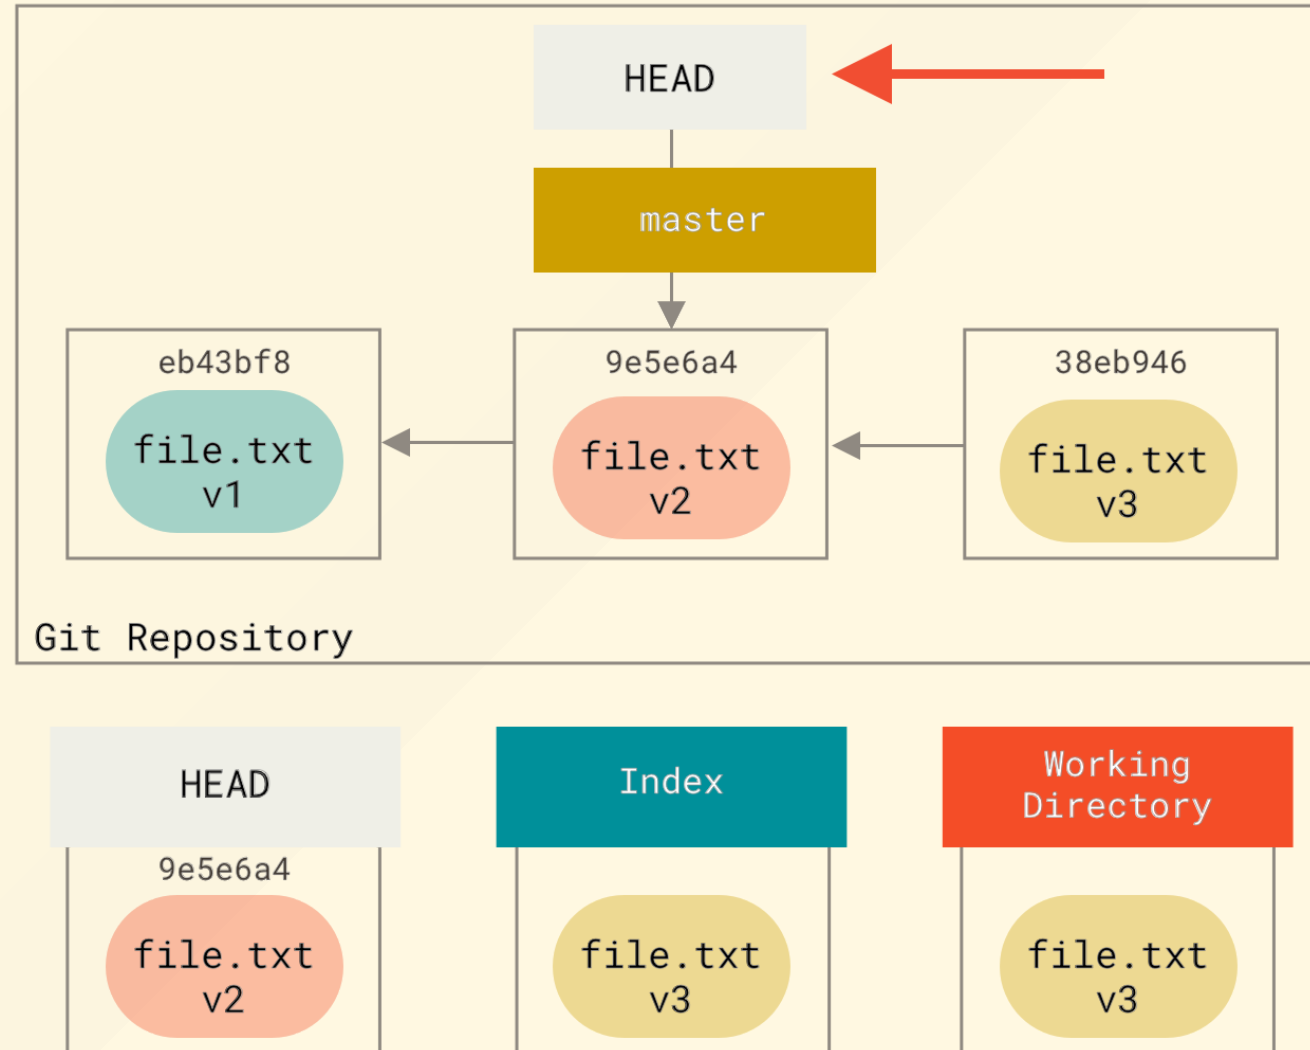 HEAD
master
eb43bf8
file.txt
v1
9e5e6a4
file.txt
v2
38eb946
file.txt
v3
Git Repository
HEAD
9e5e6a4
file.txt
v2
Index
file.txt
v3
Working
Directory
file.txt
v3